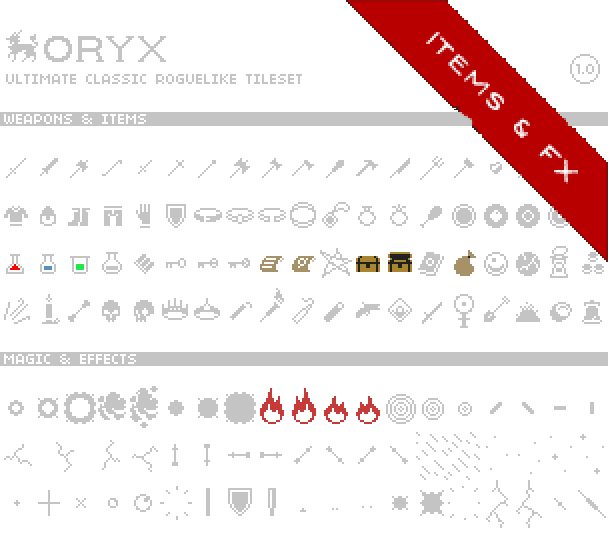 ORYX
ULTIMATE CLASSIC ROGUELIKE TILESET
ITEMS & FX
1.0
WEAPONS & ITEMS
MAGIC & EFFECTS